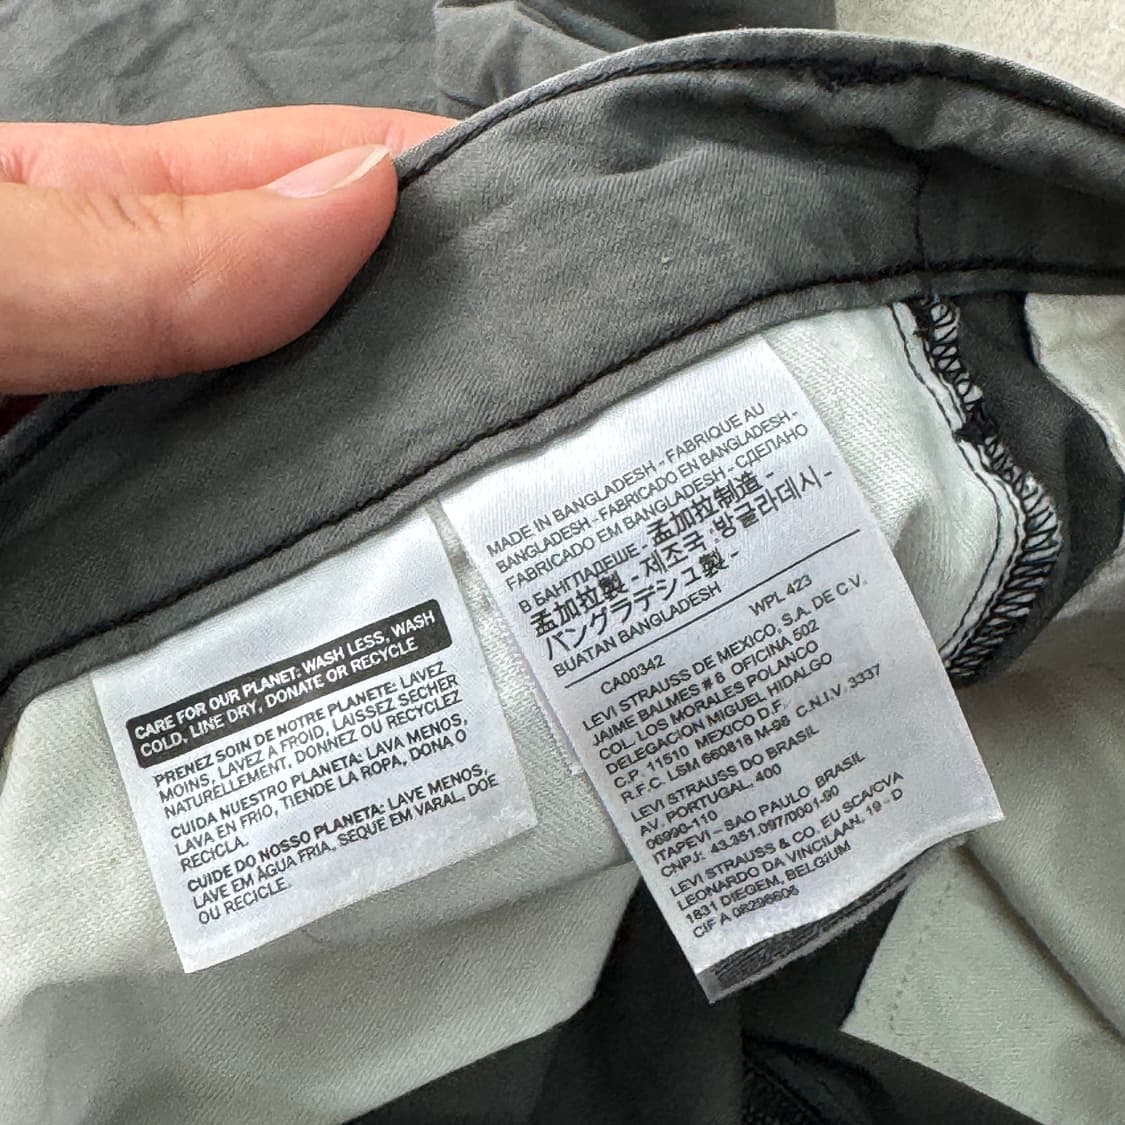 CARE FOR OUR PLANET: WASH LESS, WASH
COLD, LINE DRY, DONATE OR RECYCLE
PRENEZ SOIN DE NOTRE PLANETE: LAVEZ
MOINS, LAVEZ A FROID, LAISSEZ SECHER
NATURELLEMENT, DONNEZ OU RECYCLEZ
CUIDA NUESTRO PLANETA: LAVA MENOS,
LAVA EN FRIO, TIENDE LA ROPA, DONA O
RECICLA.
CUIDE DO NOSSO PLANETA: LAVE MENOS,
LAVE EM ÁGUA FRIA, SEQUE EM VARAL, DOE
OU RECICLE.
MADE IN BANGLADESH - FABRIQUE AU
BANGLADESH - FABRICADO EN BANGLADESH -
FABRICADO EM BANGLADESH - СДЕЛАНО
В БАНГЛАДЕШЕ - 孟加拉制造 -
孟加拉製 - 제조국 : 방글라데시 -
バングラデシュ製 -
BUATAN BANGLADESH
CA00342 WPL 423
LEVI STRAUSS DE MEXICO, S.A. DE C.V.
JAIME BALMES # 8 OFICINA 502
COL. LOS MORALES POLANCO
DELEGACION MIGUEL HIDALGO
C.P. 11510 MEXICO D.F.
R.F.C. LSM 660818 M-98 C.N.I.V. 3337
LEVI STRAUSS DO BRASIL
AV. PORTUGAL, 400
06690-110
ITAPEVI - SAO PAULO, BRASIL
CNPJ: 43.351.097/0001-90
LEVI STRAUSS & CO. EU SCA/CVA
LEONARDO DA VINCILAAN, 19 - D
1831 DIEGEM, BELGIUM
CIF A 08296606